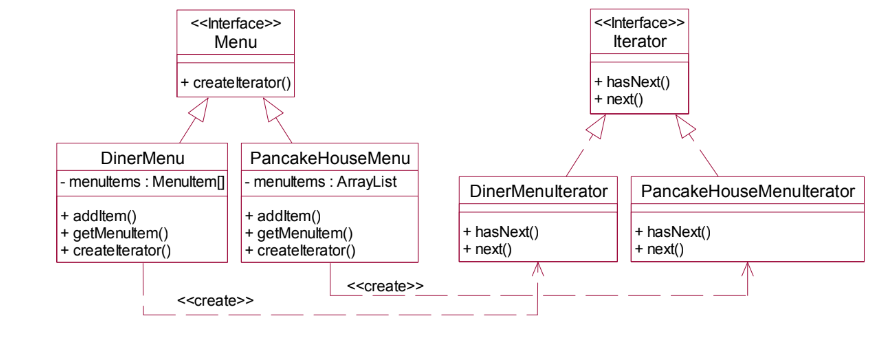 <<Interface>>
Menu
+ createIterator()
<<Interface>>
Iterator
+ hasNext()
+ next()
DinerMenu
- menuItems : MenuItem[]
+ addItem()
+ getMenuItem()
+ createIterator()
PancakeHouseMenu
- menuItems : ArrayList
+ addItem()
+ getMenuItem()
+ createIterator()
DinerMenuIterator
+ hasNext()
+ next()
PancakeHouseMenuIterator
+ hasNext()
+ next()
<<create>>
<<create>>